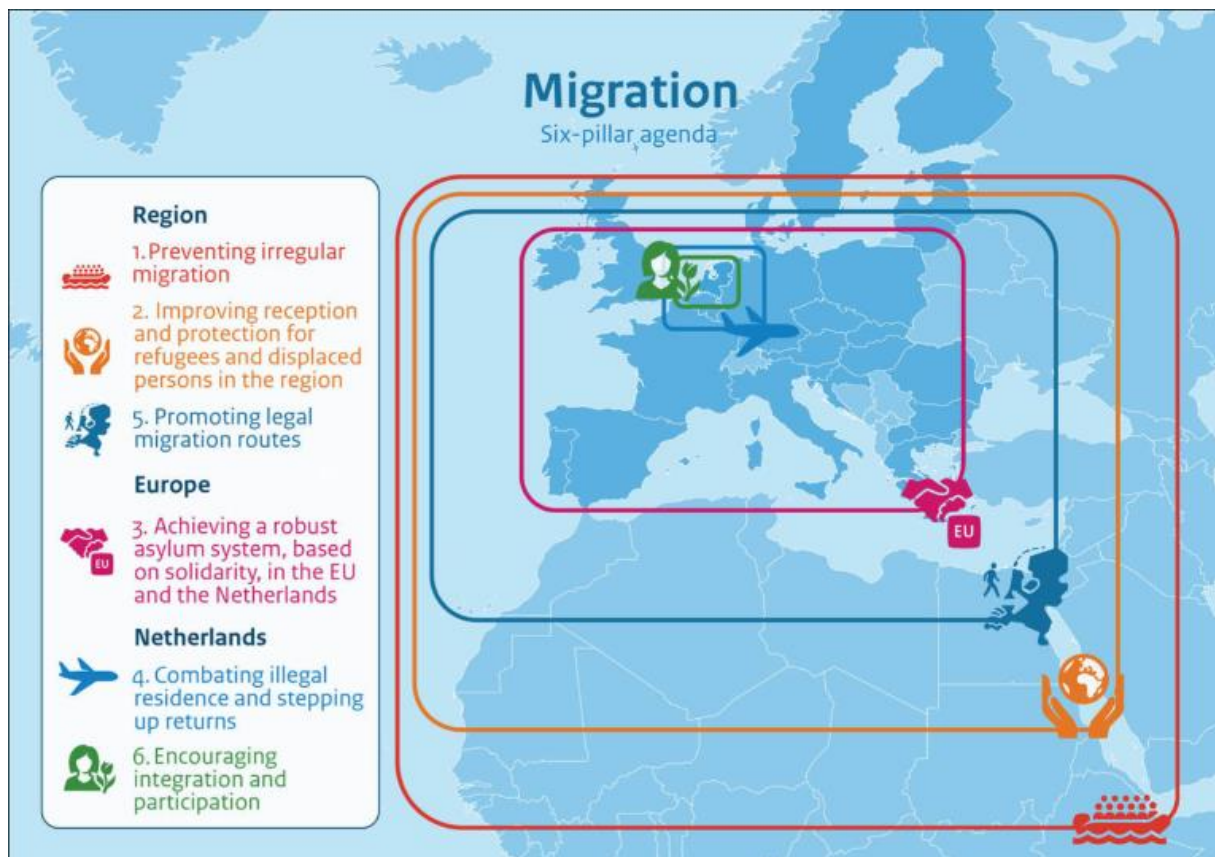 Migration
Six-pillar agenda
Region
1. Preventing irregular
migration
2. Improving reception
and protection for
refugees and displaced
persons in the region
5. Promoting legal
migration routes
Europe
3. Achieving a robust
asylum system, based
on solidarity, in the EU
and the Netherlands
EU
Netherlands
4. Combating illegal
residence and stepping
up returns
6. Encouraging
integration and
participation
EU